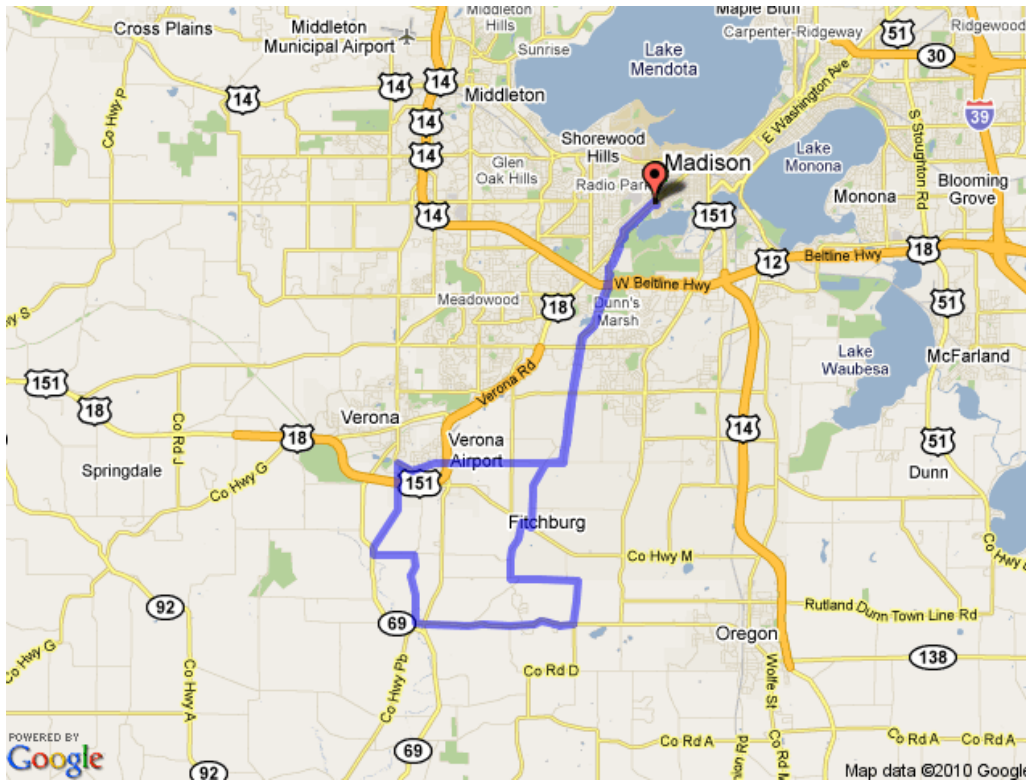 Middleton
Hills
Maple Bluff
51
Cross Plains
Middleton
Municipal Airport
Lake
Mendota
Carpenter-Ridgeway
Ridgewood
Sunrise
30
14
14
14
Middleton
14
E Washington Ave
39
Co Hwy P
14
Shorewood
Hills
Lake
Monona
S Stoughton Rd
Glen
Oak Hills
Madison
Radio Park
Blooming
Grove
Monona
14
151
18
12
Beltline Hwy
W Beltline Hwy
Meadowood
18
Dunn's
Marsh
51
Lake
Waubesa
McFarland
151
18
Verona Rd
Verona
Co Rd J
14
18
Verona
Airport
51
Springdale
Co Hwy G
151
Dunn
Fitchburg
Co Hwy M
92
Rutland Dunn Town Line Rd
69
Oregon
Co Hwy G
Co Rd D
138
Co Hwy A
Co Hwy Pb
Wolfe St
69
Co Rd A
Co Rd A
POWERED BY
Google
92
Co Rd M
Map data ©2010 Google